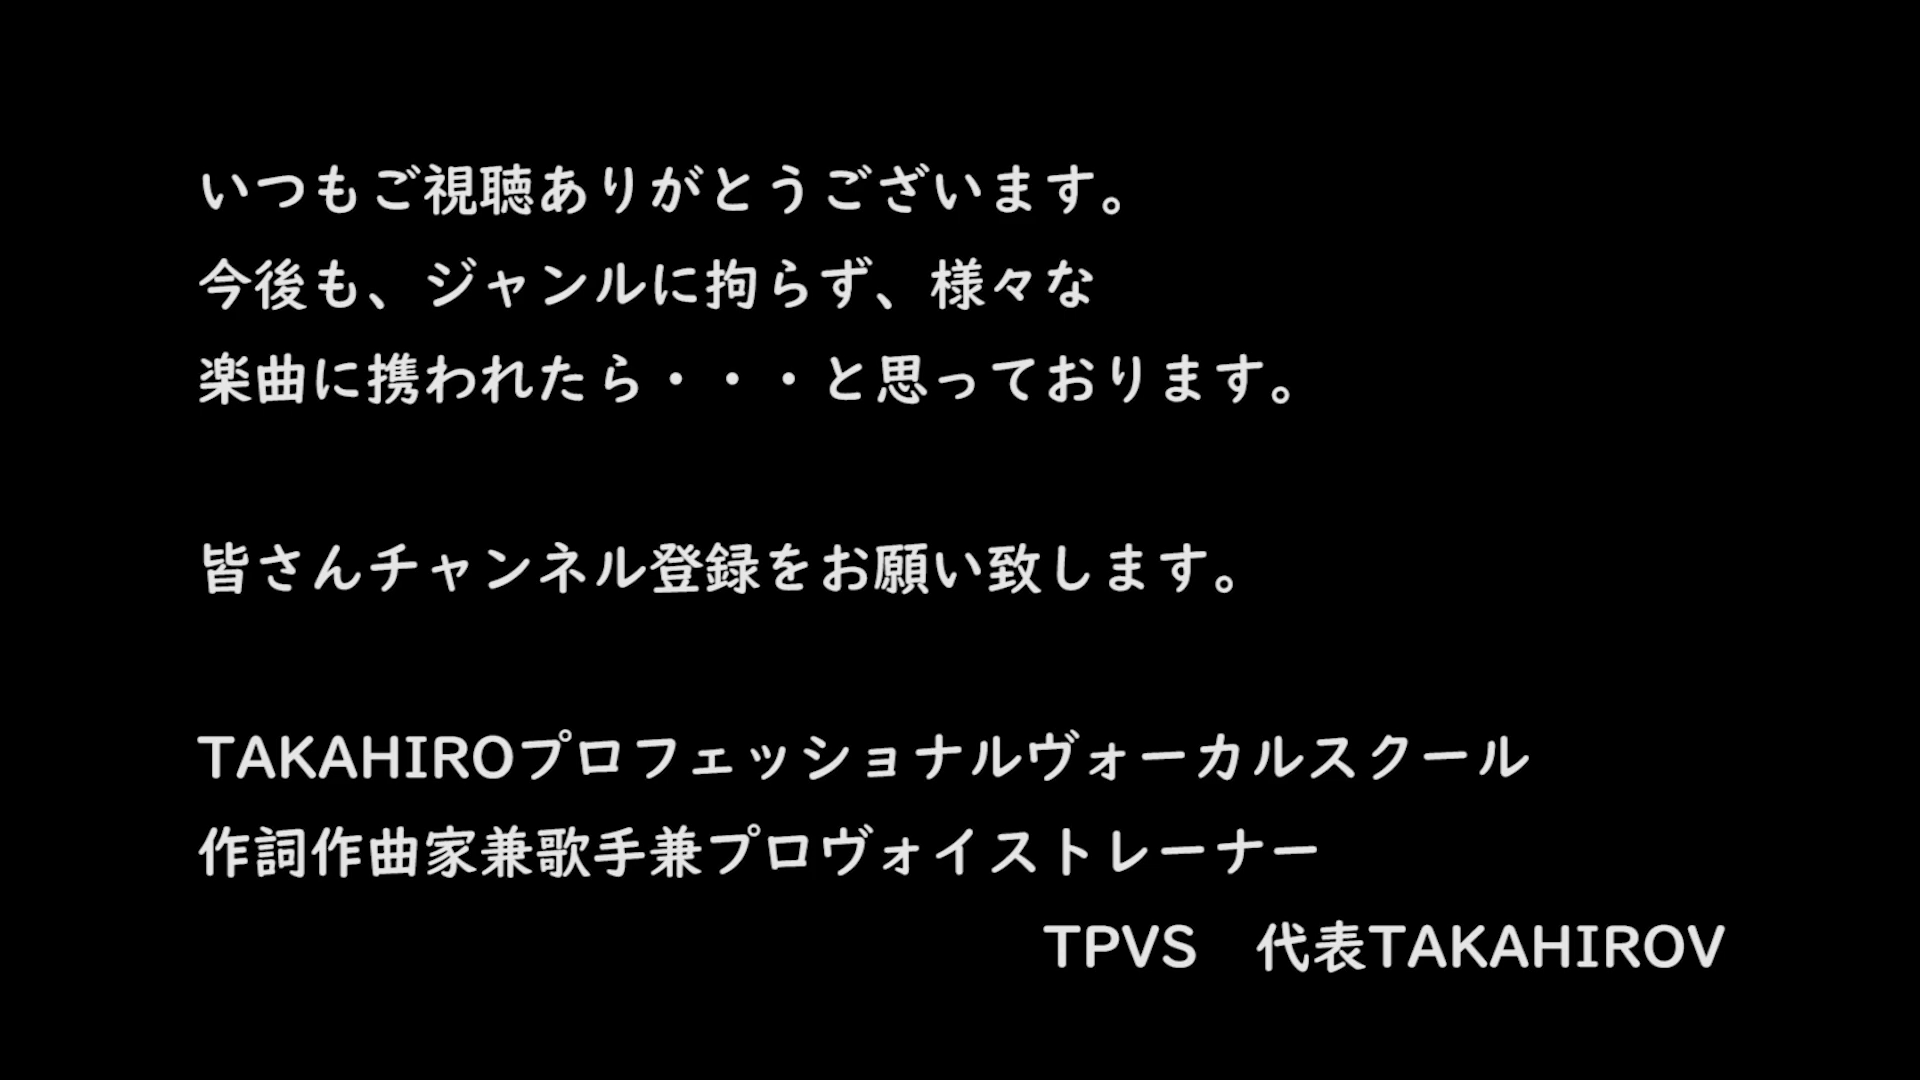 いつもご視聴ありがとうございます。
今後も、ジャンルに拘らず、様々な
楽曲に携われたら・・・と思っております。
皆さんチャンネル登録をお願い致します。
TAKAHIROプロフェッショナルヴォーカルスクール
作詞作曲家兼歌手兼プロヴォイストレーナー
TPVS　代表TAKAHIROV